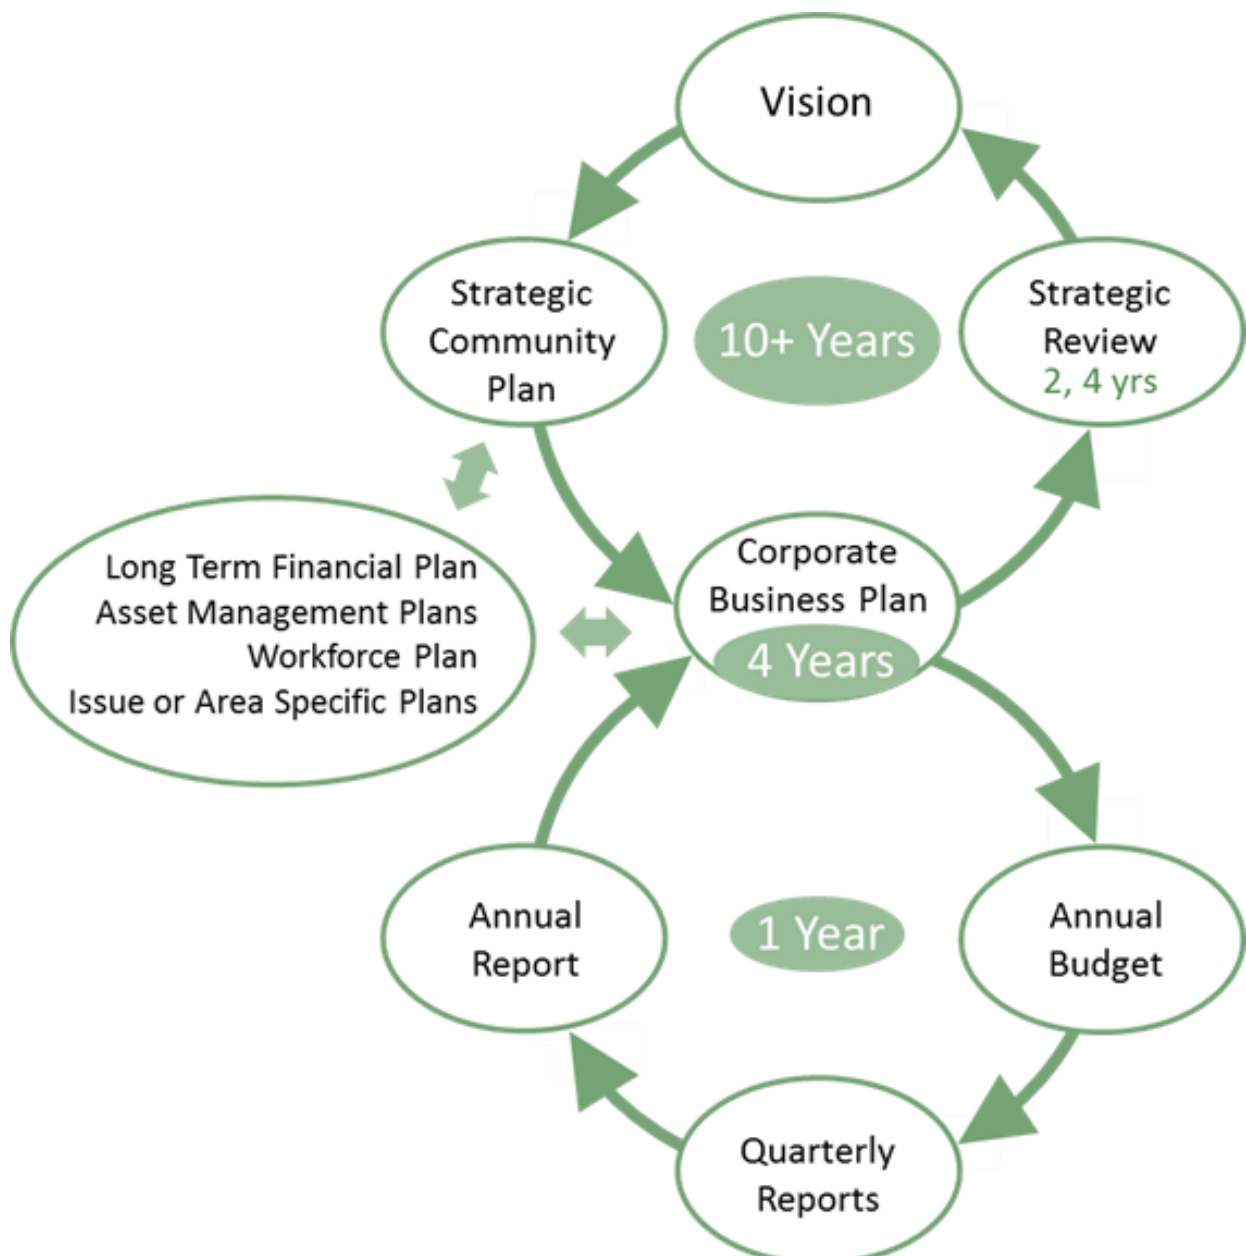 Vision
Strategic
Community
Plan
10+ Years
Strategic
Review
2, 4 yrs
Long Term Financial Plan
Asset Management Plans
Workforce Plan
Issue or Area Specific Plans
Corporate
Business Plan
4 Years
Annual
Report
1 Year
Annual
Budget
Quarterly
Reports